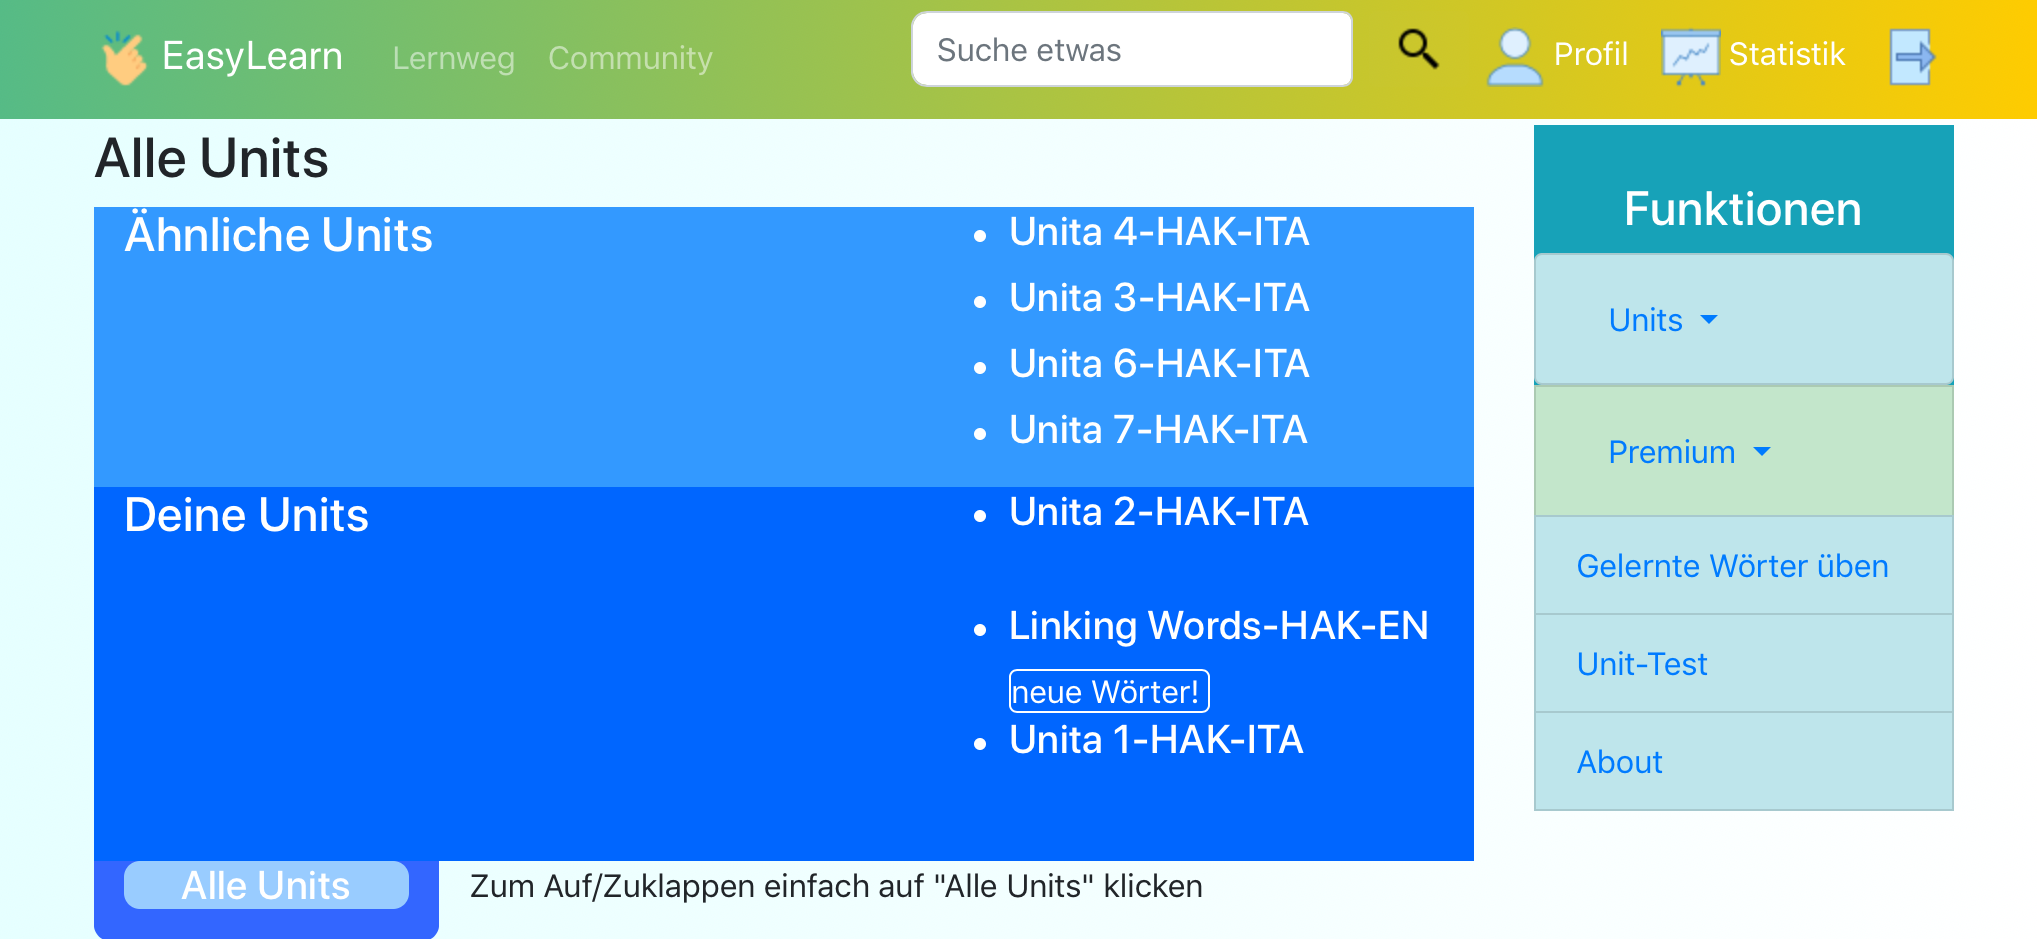 EasyLearn
Lernweg
Community
Suche etwas
Profil
Statistik
Alle Units
Ähnliche Units
Unita 4-HAK-ITA
Unita 3-HAK-ITA
Unita 6-HAK-ITA
Unita 7-HAK-ITA
Deine Units
Unita 2-HAK-ITA
Linking Words-HAK-EN
neue Wörter!
Unita 1-HAK-ITA
Alle Units
Zum Auf/Zuklappen einfach auf "Alle Units" klicken
Funktionen
Units
Premium
Gelernte Wörter üben
Unit-Test
About